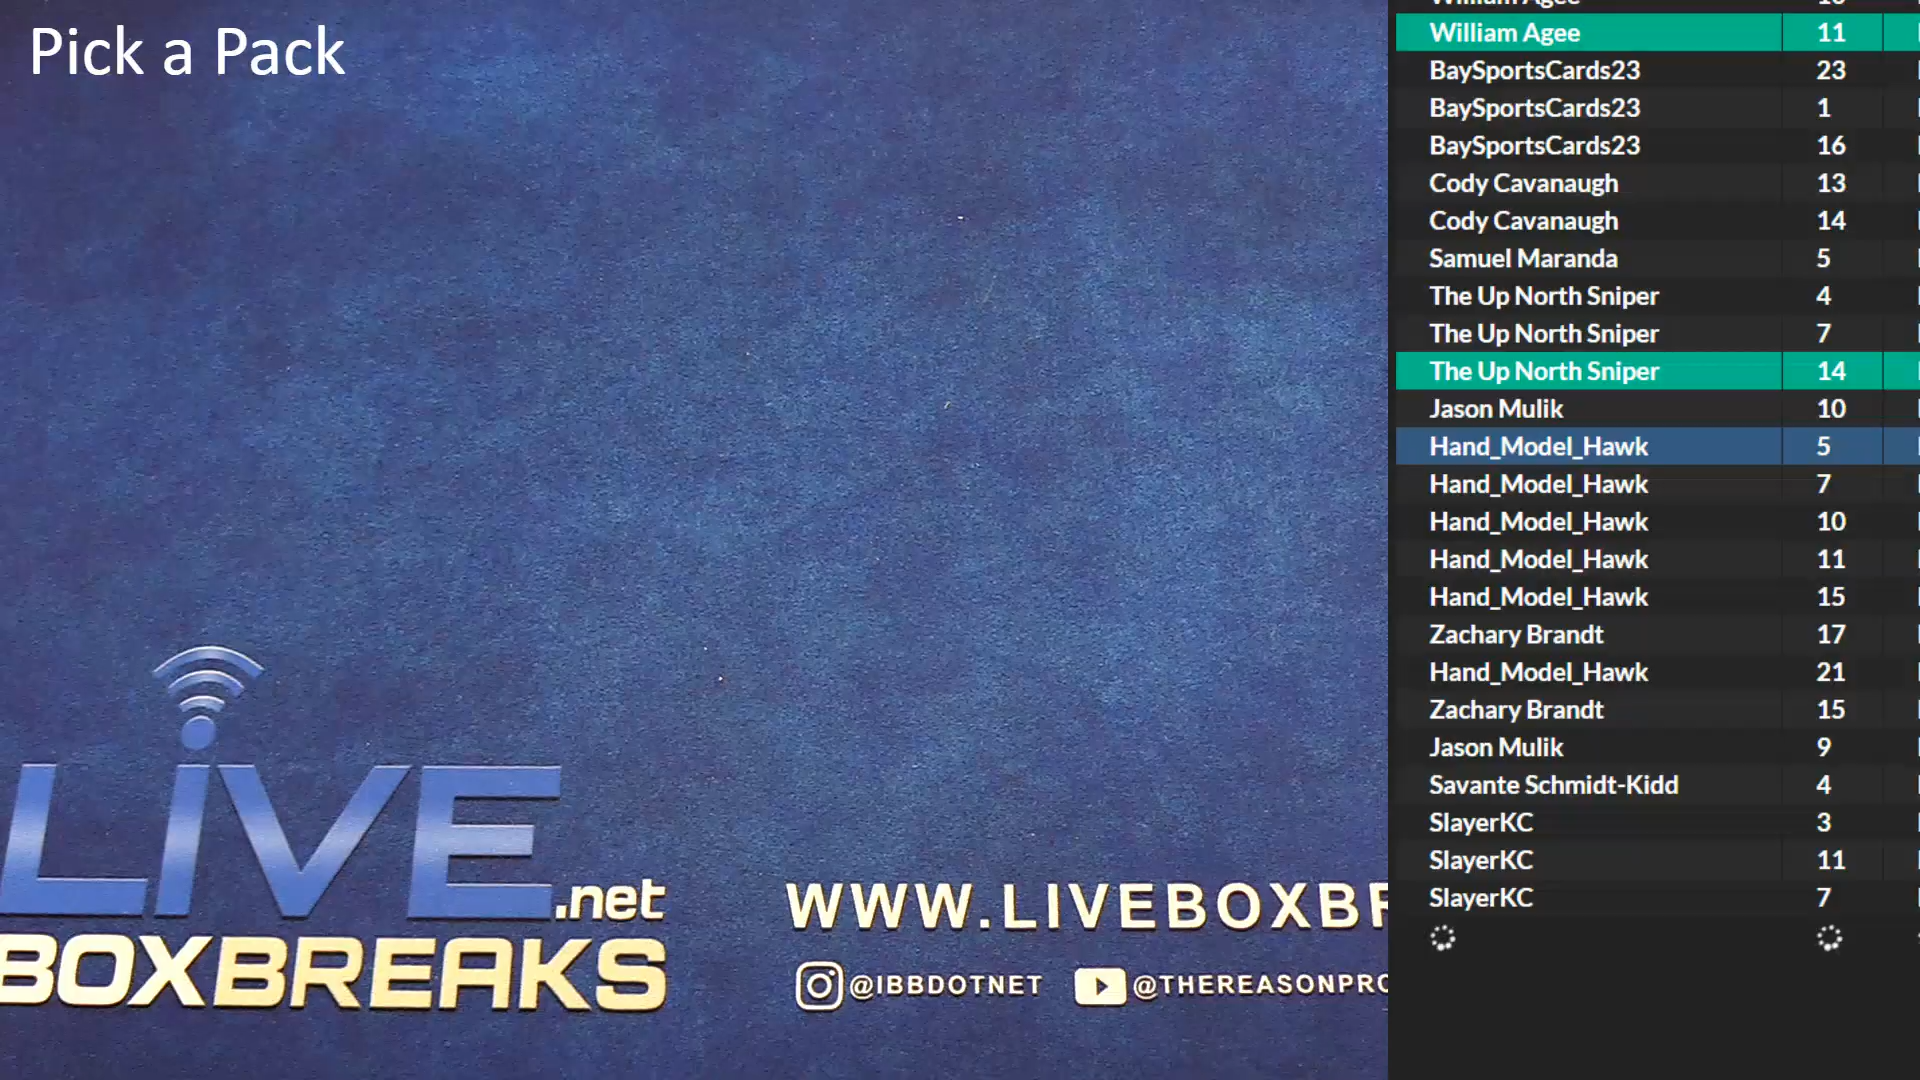 Pick a Pack
William Agee 11
BaySportsCards23 23
BaySportsCards23 1
BaySportsCards23 16
Cody Cavanaugh 13
Cody Cavanaugh 14
Samuel Maranda 5
The Up North Sniper 4
The Up North Sniper 7
The Up North Sniper 14
Jason Mulik 10
Hand_Model_Hawk 5
Hand_Model_Hawk 7
Hand_Model_Hawk 10
Hand_Model_Hawk 11
Hand_Model_Hawk 15
Zachary Brandt 17
Hand_Model_Hawk 21
Zachary Brandt 15
Jason Mulik 9
Savante Schmidt-Kidd 4
SlayerKC 3
SlayerKC 11
SlayerKC 7
LIVE.net
BOXBREAKS
WWW.LIVEBOXBR
@IBBDOTNET @THEREASONPRO